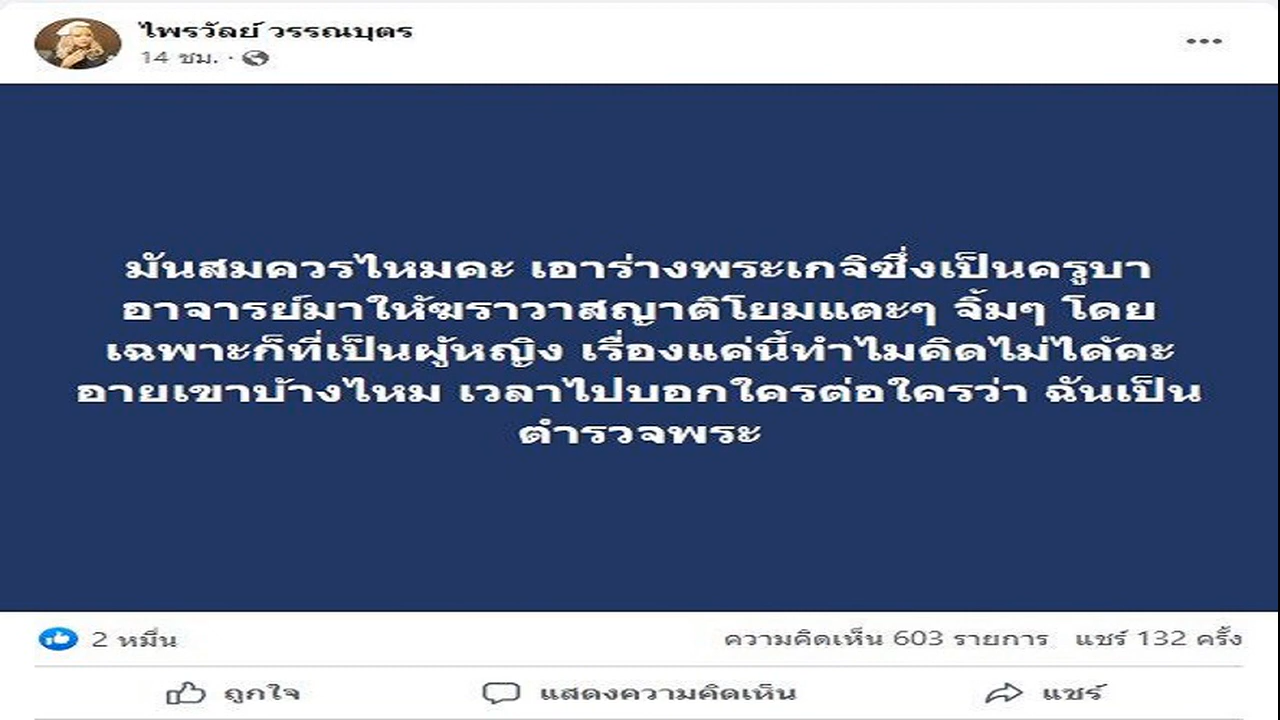 ไพรวัลย์ วรรณบุตร
14 ชม. ·
มันสมควรไหมคะ เอาร่างพระเกจิซึ่งเป็นครูบา
อาจารย์มาให้ฆราวาสญาติโยมแตะๆ จิ้มๆ โดย
เฉพาะก็ที่เป็นผู้หญิง เรื่องแค่นี้ทำไมคิดไม่ได้คะ
อายเขาบ้างไหม เวลาไปบอกใครต่อใครว่า ฉันเป็น
ตำรวจพระ
2 หมื่น ความคิดเห็น 603 รายการ แชร์ 132 ครั้ง
ถูกใจ แสดงความคิดเห็น แชร์